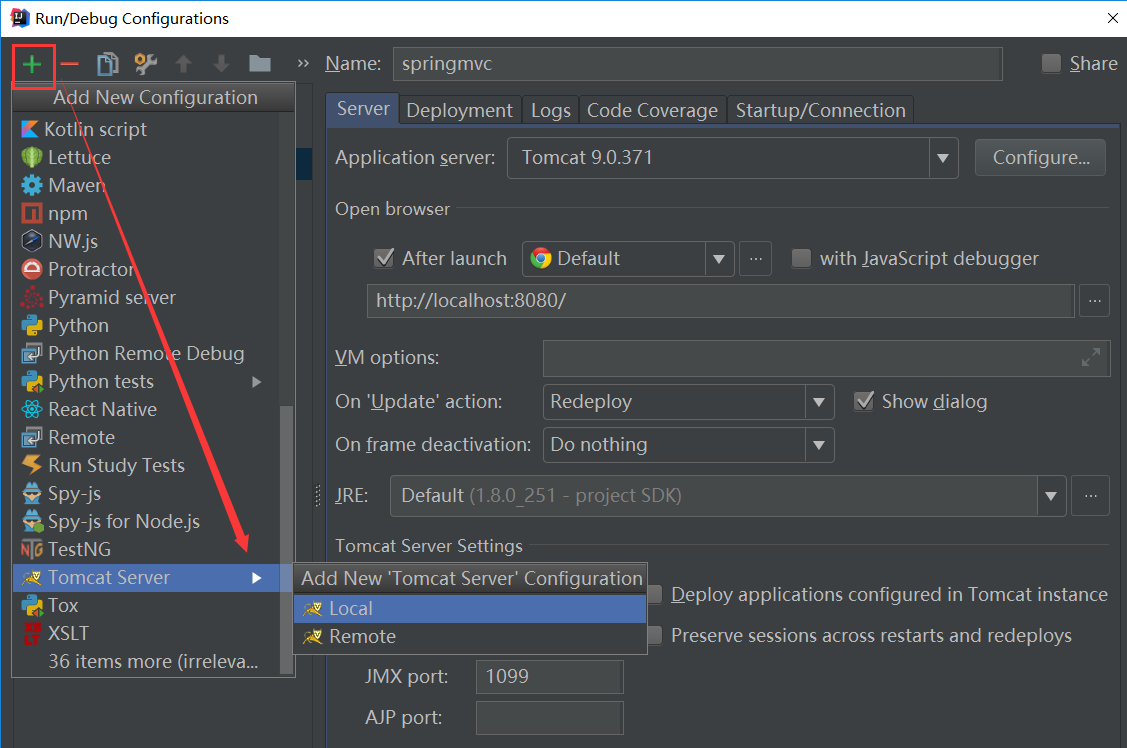 Run/Debug Configurations
Name: springmvc Share
Add New Configuration
Kotlin script
Lettuce
Maven
npm
NW.js
Protractor
Pyramid server
Python
Python Remote Debug
Python tests
React Native
Remote
Run Study Tests
Spy-js
Spy-js for Node.js
TestNG
Tomcat Server
Tox
XSLT
36 items more (irreleva...
Server Deployment Logs Code Coverage Startup/Connection
Application server: Tomcat 9.0.371 Configure...
Open browser
After launch Default ... with JavaScript debugger
http://localhost:8080/ ...
VM options:
On 'Update' action: Redeploy Show dialog
On frame deactivation: Do nothing
JRE: Default (1.8.0_251 - project SDK) ...
Tomcat Server Settings
Add New 'Tomcat Server' Configuration
Local
Remote
Deploy applications configured in Tomcat instance
Preserve sessions across restarts and redeploys
JMX port: 1099
AJP port: